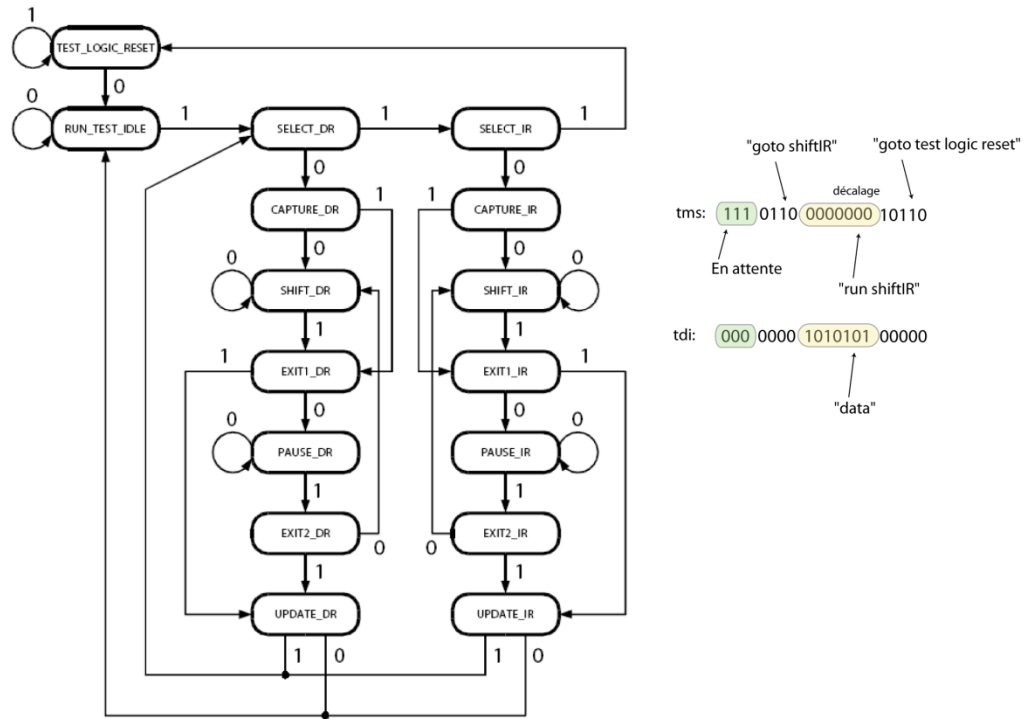 1
TEST_LOGIC_RESET
0
0
RUN_TEST_IDLE
1
SELECT_DR
1
SELECT_IR
1
0
0
CAPTURE_DR
1
1
CAPTURE_IR
0
0
0
SHIFT_DR
SHIFT_IR
0
1
1
1
EXIT1_DR
EXIT1_IR
1
0
0
0
PAUSE_DR
PAUSE_IR
0
1
1
EXIT2_DR
0
0
EXIT2_IR
1
1
UPDATE_DR
UPDATE_IR
1
0
1
0
"goto shiftIR"
"goto test logic reset"
décalage
tms: 111 0110 0000000 10110
En attente
"run shiftIR"
tdi: 000 0000 1010101 00000
"data"